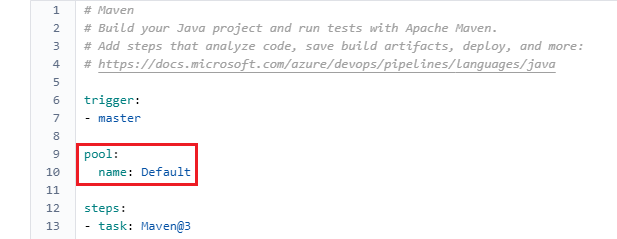 1 # Maven
2 # Build your Java project and run tests with Apache Maven.
3 # Add steps that analyze code, save build artifacts, deploy, and more:
4 # https://docs.microsoft.com/azure/devops/pipelines/languages/java
5
6 trigger:
7 - master
8
9 pool:
10   name: Default
11
12 steps:
13 - task: Maven@3